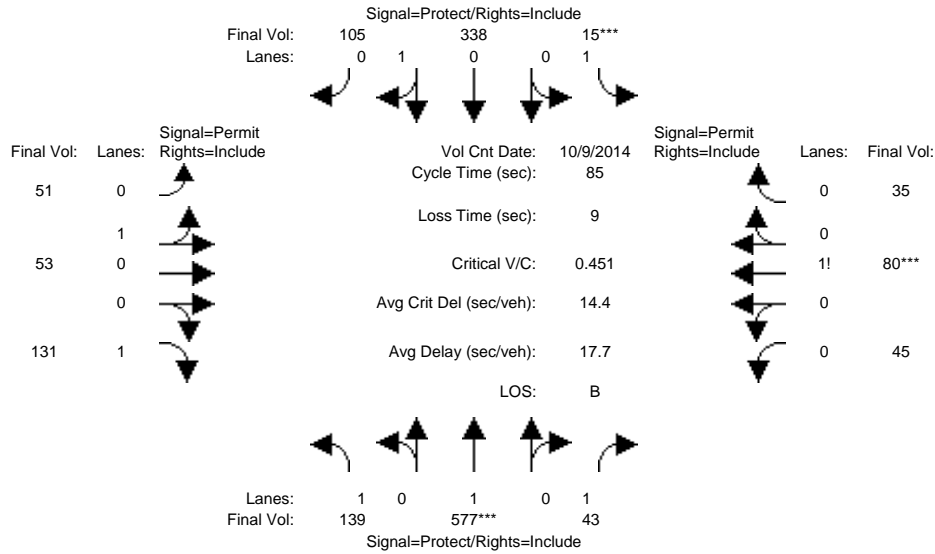 Signal=Protect/Rights=Include
Final Vol: 105 338 15***
Lanes: 0 1 0 0 1
Signal=Permit Signal=Permit
Final Vol: Lanes: Rights=Include Vol Cnt Date: 10/9/2014 Rights=Include Lanes: Final Vol:
Cycle Time (sec): 85
51 0 0 35
Loss Time (sec): 9
1 0
53 0 Critical V/C: 0.451 1! 80***
0 Avg Crit Del (sec/veh): 14.4 0
131 1 Avg Delay (sec/veh): 17.7 0 45
LOS: B
Lanes: 1 0 1 0 1
Final Vol: 139 577*** 43
Signal=Protect/Rights=Include